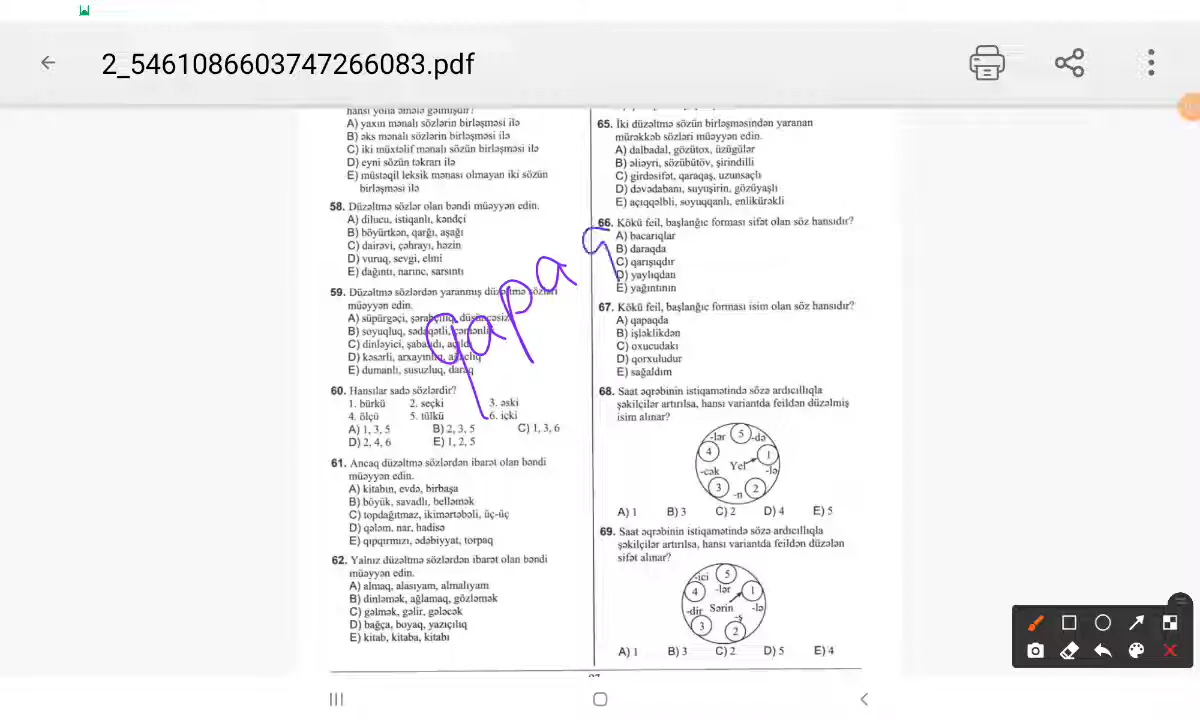 2_5461086603747266083.pdf
hansı yolla əmələ gəlmişdir?
A) yaxın mənalı sözlərin birləşməsi ilə
B) əks mənalı sözlərin birləşməsi ilə
C) iki müxtəlif mənalı sözün birləşməsi ilə
D) eyni sözün təkrarı ilə
E) müstəqil leksik mənası olmayan iki sözün
birləşməsi ilə
58. Düzəltmə sözlər olan bəndi müəyyən edin.
A) dilucu, istiqanlı, kəndçi
B) böyürtkən, qarğı, aşağı
C) dairəvi, çəhrayı, həzin
D) vuruq, sevgi, elmi
E) dağıntı, narınc, sarsıntı
59. Düzəltmə sözlərdən yaranmış düzəltmə sözləri
müəyyən edin.
A) süpürgəçi, şərabçılıq, düşüncəsiz
B) soyuqluq, sədaqətli, çəmənlik
C) dinləyici, şabalıdı, açıldı
D) kəsərli, arxayınlıq, ağaclıq
E) dumanlı, susuzluq, daraq
60. Hansılar sadə sözlərdir?
1. bürkü 2. seçki 3. əski
4. ölçü 5. tülkü 6. içki
A) 1, 3, 5 B) 2, 3, 5 C) 1, 3, 6
D) 2, 4, 6 E) 1, 2, 5
61. Ancaq düzəltmə sözlərdən ibarət olan bəndi
müəyyən edin.
A) kitabın, evdə, birbaşa
B) böyük, savadlı, belləmək
C) topdağıtmaz, ikimərtəbəli, üç-üç
D) qələm, nar, hadisə
E) qıpqırmızı, ədəbiyyat, torpaq
62. Yalnız düzəltmə sözlərdən ibarət olan bəndi
müəyyən edin.
A) almaq, alasıyam, almalıyam
B) dinləmək, ağlamaq, gözləmək
C) gəlmək, gəlir, gələcək
D) bağça, boyaq, yazıçılıq
E) kitab, kitaba, kitabı
65. İki düzəltmə sözün birləşməsindən yaranan
mürəkkəb sözləri müəyyən edin.
A) dalbadal, gözütox, üzügülər
B) əliəyri, sözübütöv, şirindilli
C) girdəsifət, qaraqaş, uzunsaçlı
D) dəvədabanı, suyuşirin, gözüyaşlı
E) açıqqəlbli, soyuqqanlı, enlikürəkli
66. Kökü feil, başlanğıc forması sifət olan söz hansıdır?
A) bacarıqlar
B) daraqda
C) qarışıqdır
D) yaylıqdan
E) yağıntının
67. Kökü feil, başlanğıc forması isim olan söz hansıdır?
A) qapaqda
B) işləklikdən
C) oxucudakı
D) qorxuludur
E) sağaldım
68. Saat əqrəbinin istiqamətində sözə ardıcıllıqla
şəkilçilər artırılsa, hansı variantda feildən düzəlmiş
isim alınar?
-lər 5 -də
4 1
-cək Yel -lə
3 -n 2
A) 1 B) 3 C) 2 D) 4 E) 5
69. Saat əqrəbinin istiqamətində sözə ardıcıllıqla
şəkilçilər artırılsa, hansı variantda feildən düzələn
sifət alınar?
-ici 5
4 -lər 1
-dir Sərin -lə
3 -ş 2
A) 1 B) 3 C) 2 D) 5 E) 4
qapaq